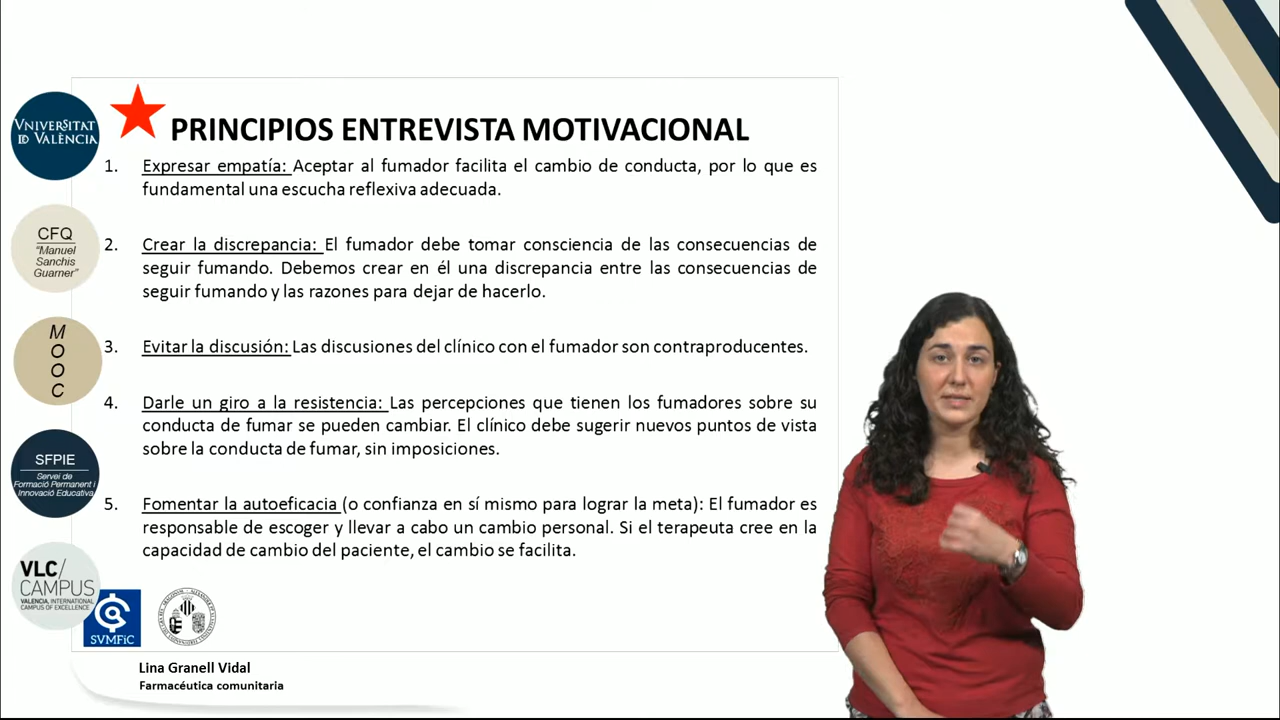 VNIVERSITAT
ID VALÈNCIA
CFQ
“Manuel
Sanchis
Guarner”
M
O
O
C
SFPIE
Servei de
Formació Permanent i
Innovació Educativa
VLC/
CAMPUS
VALENCIA, INTERNATIONAL
CAMPUS OF EXCELLENCE
PRINCIPIOS ENTREVISTA MOTIVACIONAL
1. Expresar empatía: Aceptar al fumador facilita el cambio de conducta, por lo que es
fundamental una escucha reflexiva adecuada.
2. Crear la discrepancia: El fumador debe tomar consciencia de las consecuencias de
seguir fumando. Debemos crear en él una discrepancia entre las consecuencias de
seguir fumando y las razones para dejar de hacerlo.
3. Evitar la discusión: Las discusiones del clínico con el fumador son contraproducentes.
4. Darle un giro a la resistencia: Las percepciones que tienen los fumadores sobre su
conducta de fumar se pueden cambiar. El clínico debe sugerir nuevos puntos de vista
sobre la conducta de fumar, sin imposiciones.
5. Fomentar la autoeficacia (o confianza en sí mismo para lograr la meta): El fumador es
responsable de escoger y llevar a cabo un cambio personal. Si el terapeuta cree en la
capacidad de cambio del paciente, el cambio se facilita.
SVMFiC
Lina Granell Vidal
Farmacéutica comunitaria